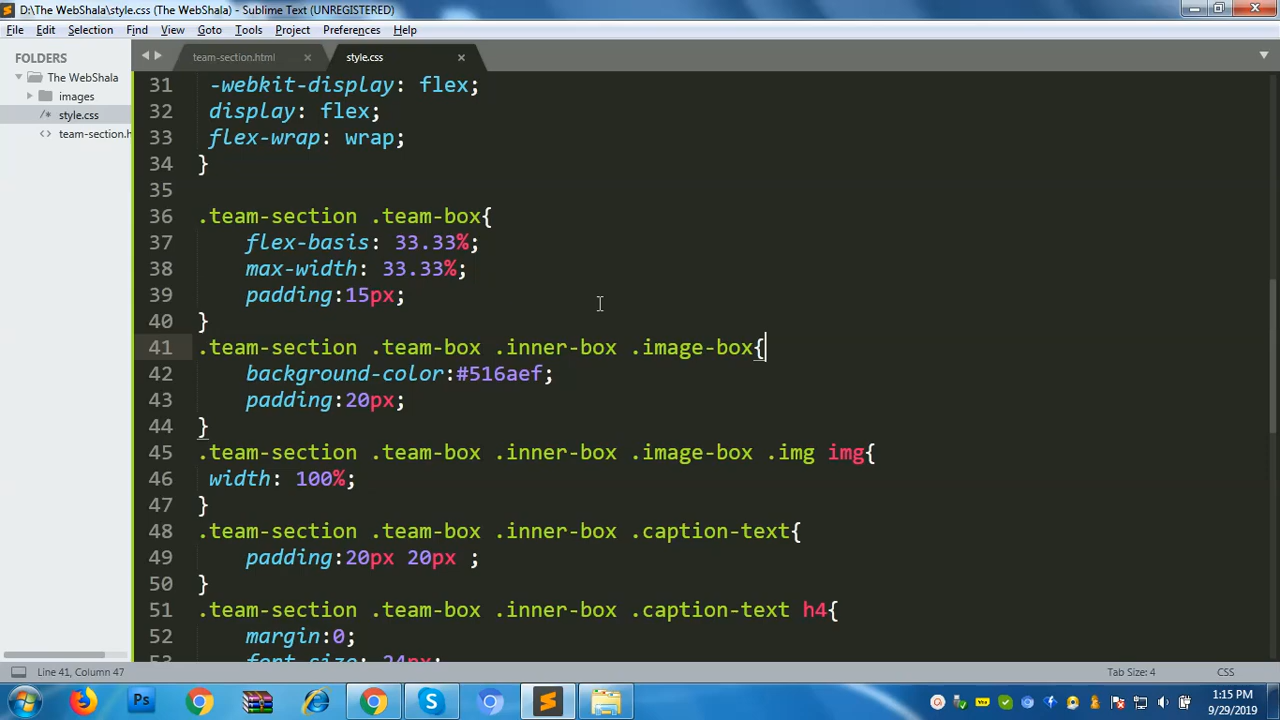 D:\The WebShala\style.css (The WebShala) - Sublime Text (UNREGISTERED)
File Edit Selection Find View Goto Tools Project Preferences Help
FOLDERS
The WebShala
images
style.css
team-section.h
team-section.html
style.css
31 -webkit-display: flex;
32 display: flex;
33 flex-wrap: wrap;
34 }
35
36 .team-section .team-box{
37 flex-basis: 33.33%;
38 max-width: 33.33%;
39 padding:15px;
40 }
41 .team-section .team-box .inner-box .image-box{
42 background-color:#516aef;
43 padding:20px;
44 }
45 .team-section .team-box .inner-box .image-box .img img{
46 width: 100%;
47 }
48 .team-section .team-box .inner-box .caption-text{
49 padding:20px 20px ;
50 }
51 .team-section .team-box .inner-box .caption-text h4{
52 margin:0;
53 font-size: 24px;
Line 41, Column 47
Tab Size: 4
CSS
Ps
1:15 PM
9/29/2019